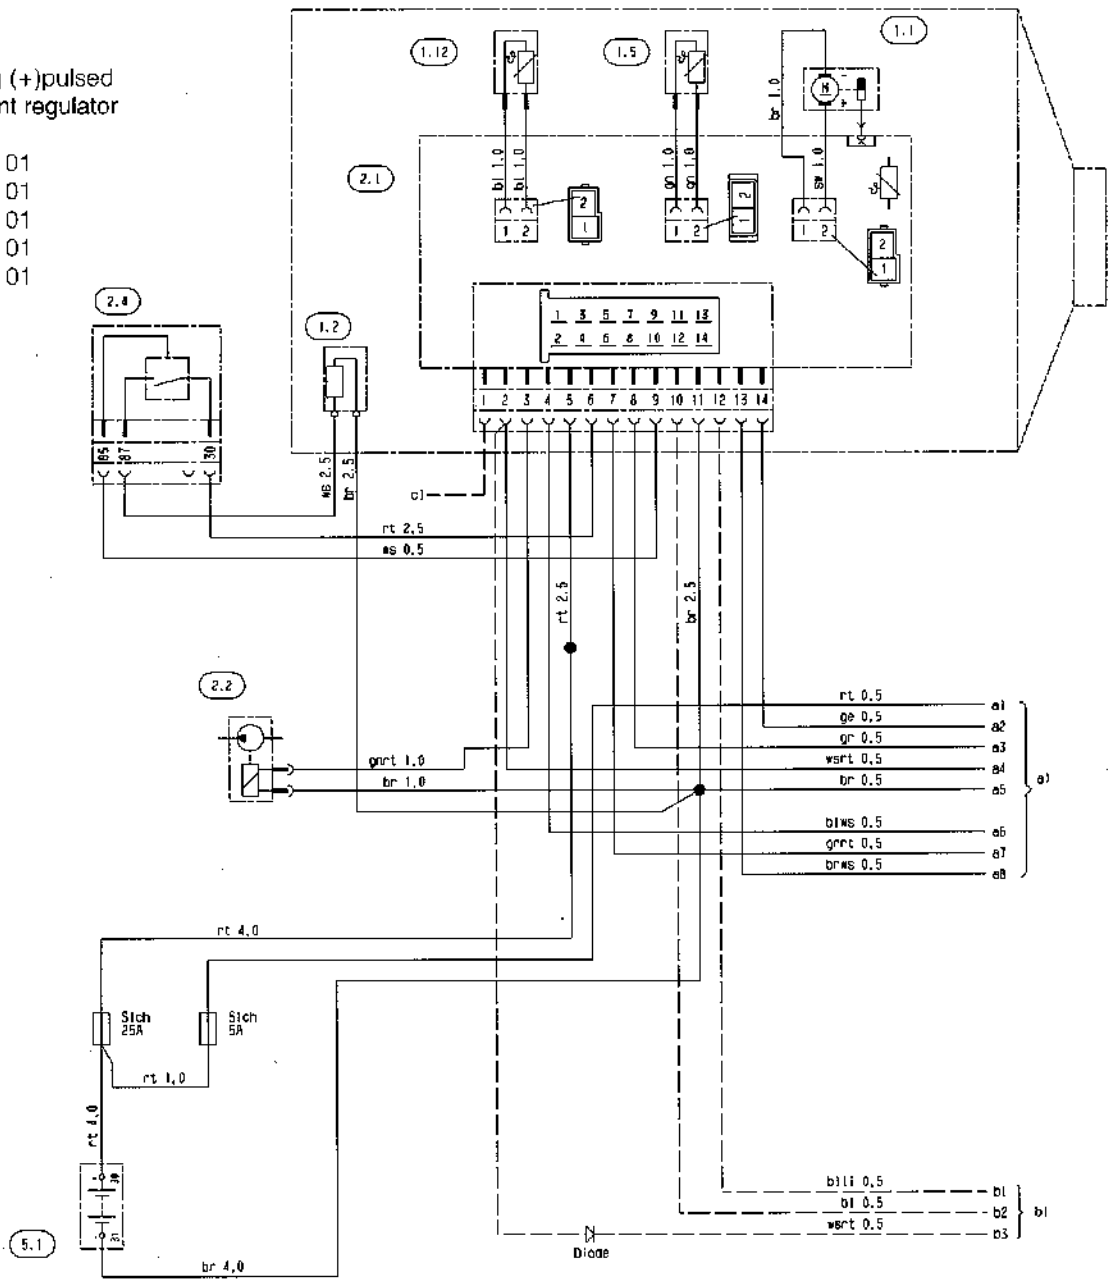 (+)pulsed
nt regulator
01
01
01
01
01
1.12
1.5
1.1
br 1.0
M
- +
2.1
bl 1.0
bl 1.0
gn 1.0
gn 1.0
sw 1.0
1 2
2
1
1 2
2
1
1 2
2
1
2.4
1.2
1 3 5 7 9 11 13
2 4 6 8 10 12 14
1 2 3 4 5 6 7 8 9 10 11 12 13 14
85 87 30
ws 2.5
br 2.5
c)
rt 2.5
ws 0.5
rt 2.5
br 2.5
2.2
rt 0.5 a1
ge 0.5 a2
gr 0.5 a3
wsrt 0.5 a4
br 0.5 a5
a)
gnrt 1.0
br 1.0
blws 0.5 a6
grrt 0.5 a7
brws 0.5 a8
rt 4.0
Sich
25A
Sich
5A
rt 1.0
rt 4.0
30
31
5.1
br 4.0
blli 0.5 b1
bl 0.5 b2
wsrt 0.5 b3
b)
Diode